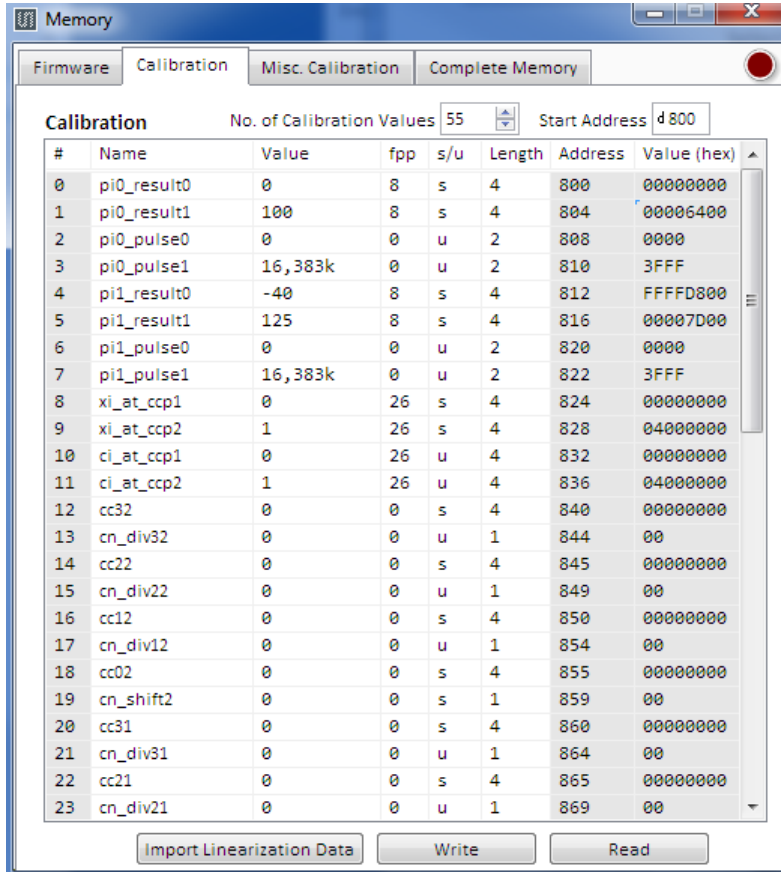 Memory
Firmware Calibration Misc. Calibration Complete Memory
Calibration No. of Calibration Values 55 Start Address d 800
# Name Value fpp s/u Length Address Value (hex)
0 pi0_result0 0 8 s 4 800 00000000
1 pi0_result1 100 8 s 4 804 00006400
2 pi0_pulse0 0 0 u 2 808 0000
3 pi0_pulse1 16,383k 0 u 2 810 3FFF
4 pi1_result0 -40 8 s 4 812 FFFFD800
5 pi1_result1 125 8 s 4 816 00007D00
6 pi1_pulse0 0 0 u 2 820 0000
7 pi1_pulse1 16,383k 0 u 2 822 3FFF
8 xi_at_ccp1 0 26 s 4 824 00000000
9 xi_at_ccp2 1 26 s 4 828 04000000
10 ci_at_ccp1 0 26 u 4 832 00000000
11 ci_at_ccp2 1 26 u 4 836 04000000
12 cc32 0 0 s 4 840 00000000
13 cn_div32 0 0 u 1 844 00
14 cc22 0 0 s 4 845 00000000
15 cn_div22 0 0 u 1 849 00
16 cc12 0 0 s 4 850 00000000
17 cn_div12 0 0 u 1 854 00
18 cc02 0 0 s 4 855 00000000
19 cn_shift2 0 0 s 1 859 00
20 cc31 0 0 s 4 860 00000000
21 cn_div31 0 0 u 1 864 00
22 cc21 0 0 s 4 865 00000000
23 cn_div21 0 0 u 1 869 00
Import Linearization Data Write Read